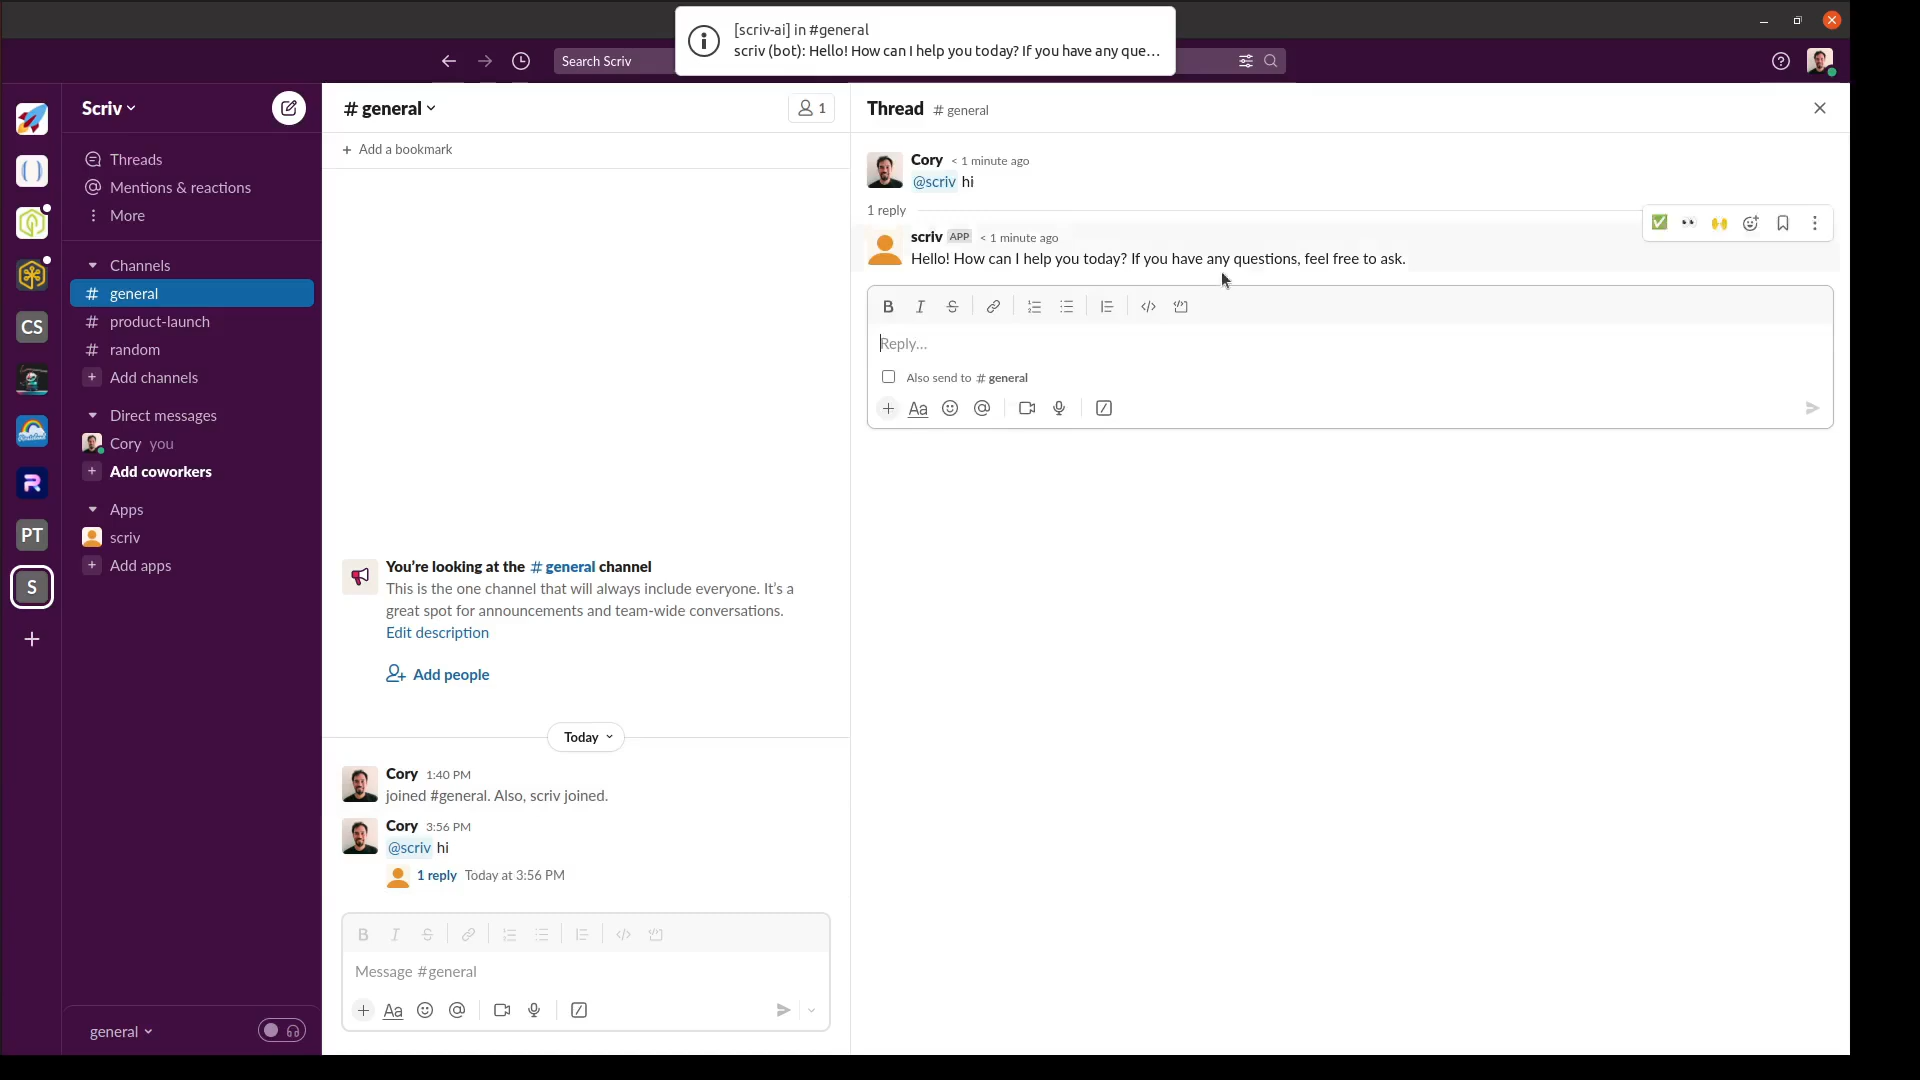 [scriv-ai] in #general
scriv (bot): Hello! How can I help you today? If you have any que...
Search Scriv
Scriv
# general
1
Thread # general
+ Add a bookmark
Threads
Mentions & reactions
More
Channels
# general
# product-launch
# random
+ Add channels
Direct messages
Cory you
+ Add coworkers
Apps
scriv
+ Add apps
CS
PT
S
+
general
You're looking at the # general channel
This is the one channel that will always include everyone. It's a
great spot for announcements and team-wide conversations.
Edit description
Add people
Today
Cory 1:40 PM
joined #general. Also, scriv joined.
Cory 3:56 PM
@scriv hi
1 reply Today at 3:56 PM
B I S
Message #general
+ Aa @
Cory < 1 minute ago
@scriv hi
1 reply
scriv APP < 1 minute ago
Hello! How can I help you today? If you have any questions, feel free to ask.
B I S
Reply...
Also send to # general
+ Aa @